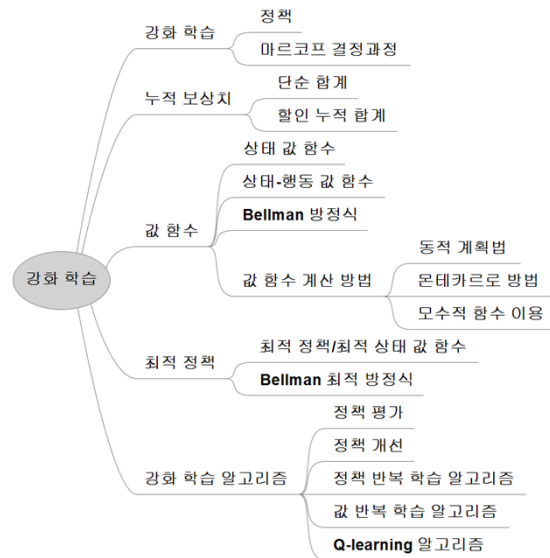 정책
강화 학습
마르코프 결정과정
단순 합계
누적 보상치
할인 누적 합계
상태 값 함수
상태-행동 값 함수
Bellman 방정식
값 함수
동적 계획법
값 함수 계산 방법
몬테카르로 방법
모수적 함수 이용
강화 학습
최적 정책/최적 상태 값 함수
최적 정책
Bellman 최적 방정식
정책 평가
정책 개선
강화 학습 알고리즘
정책 반복 학습 알고리즘
값 반복 학습 알고리즘
Q-learning 알고리즘